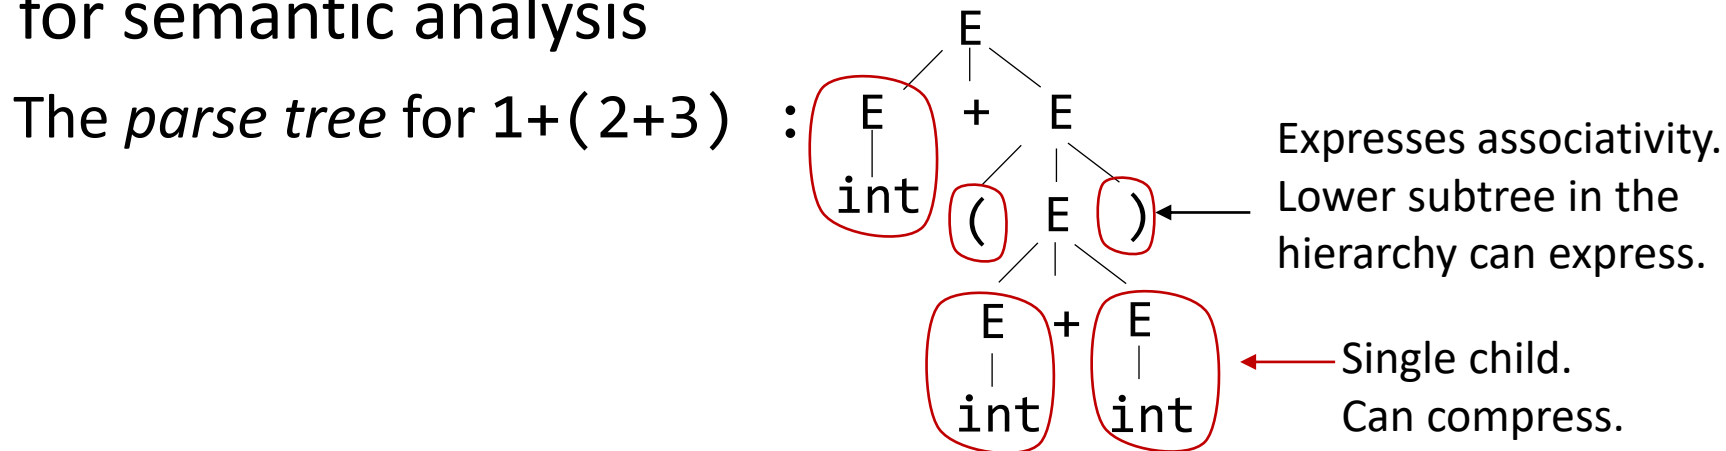 for semantic analysis
The parse tree for 1+(2+3) :
E
E + E
int
( E )
E + E
int int
Expresses associativity.
Lower subtree in the
hierarchy can express.
Single child.
Can compress.